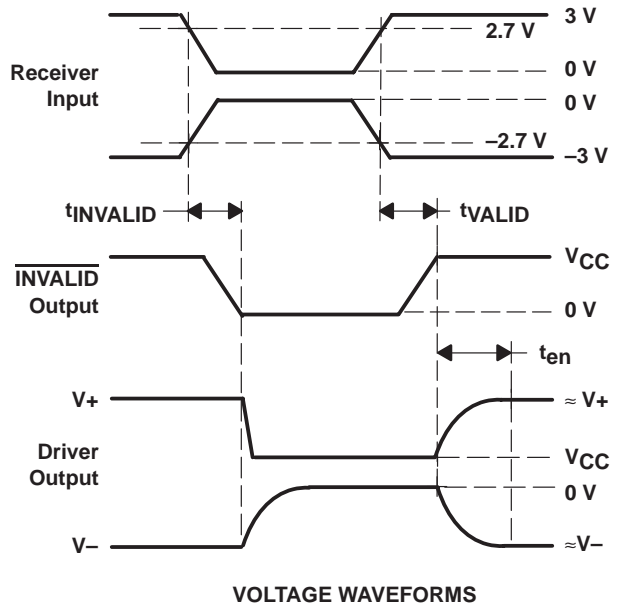 3 V
2.7 V
Receiver
Input
0 V
0 V
–2.7 V
–3 V
tINVALID
tVALID
INVALID
Output
VCC
0 V
ten
V+
≈ V+
Driver
Output
VCC
0 V
V–
≈V–
VOLTAGE WAVEFORMS